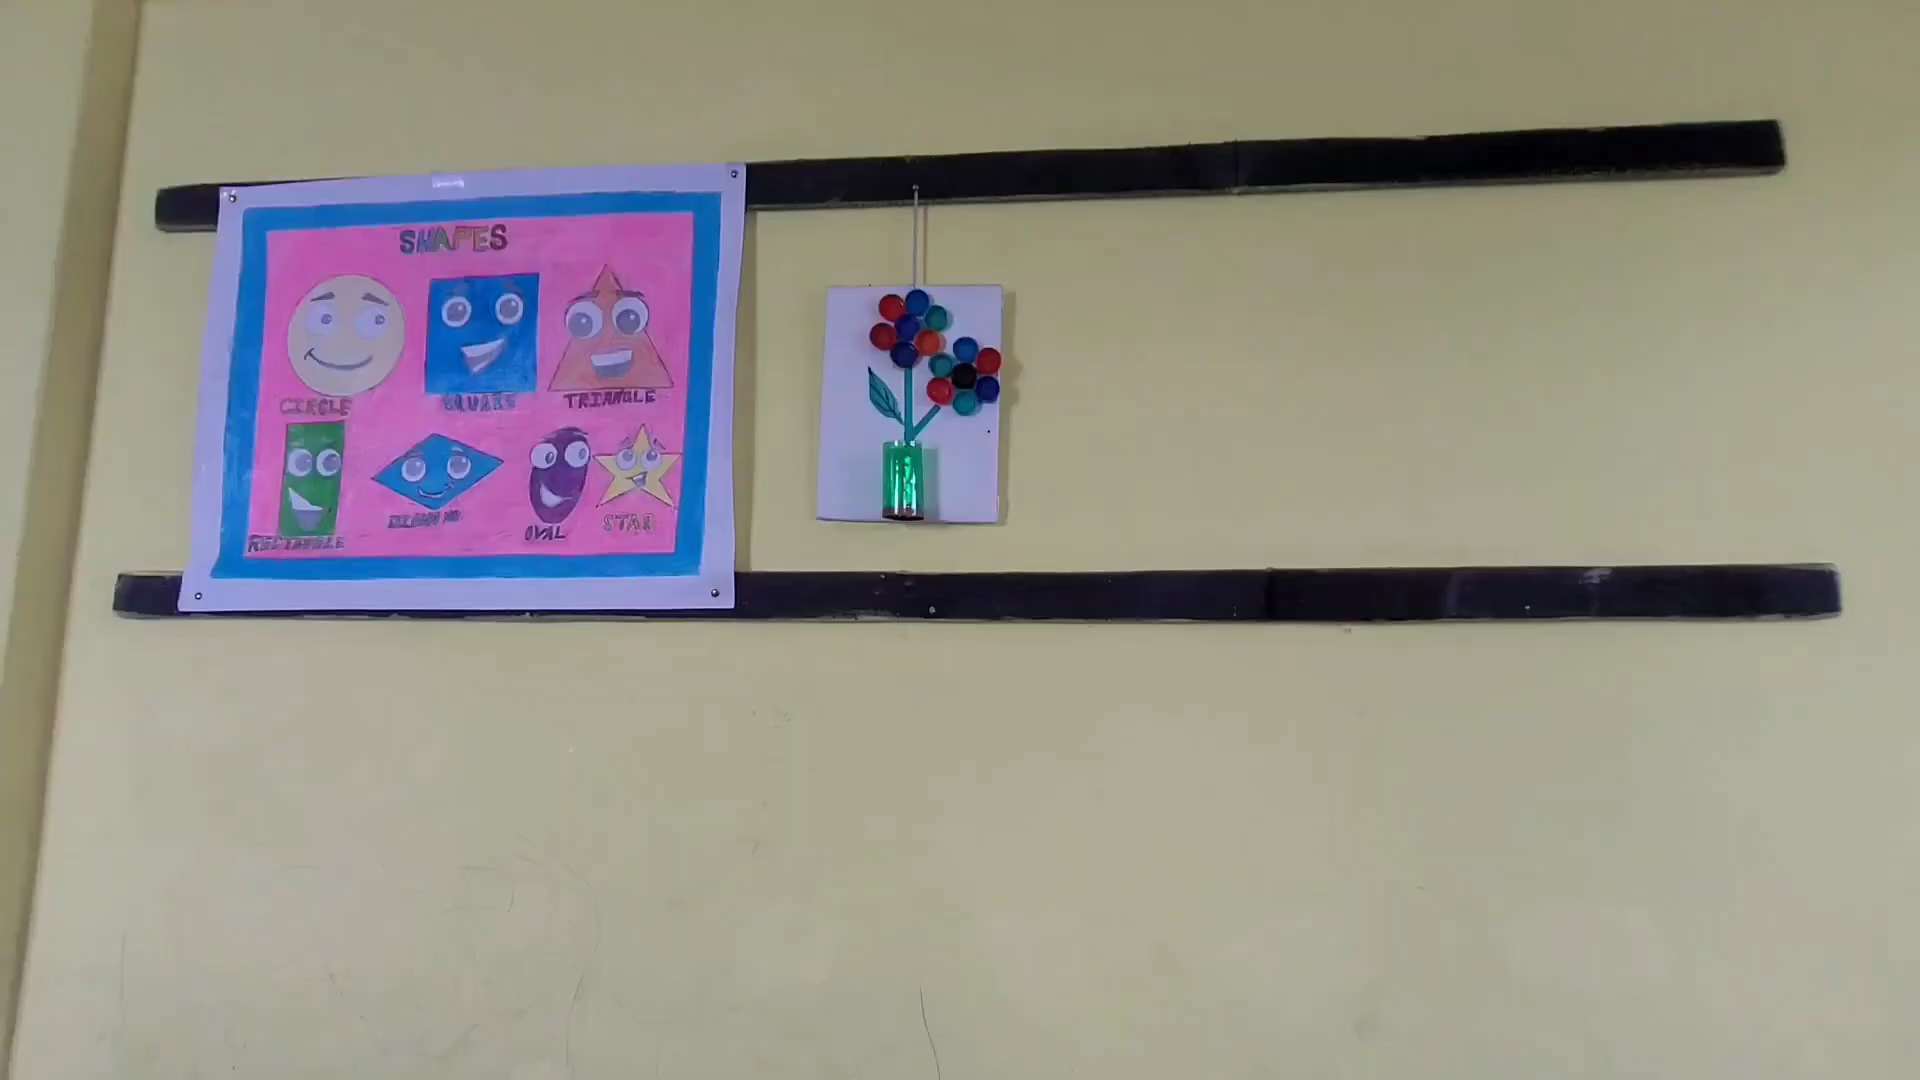 SHAPES
CIRCLE
SQUARE
TRIANGLE
RECTANGLE
DIAMOND
OVAL
STAR